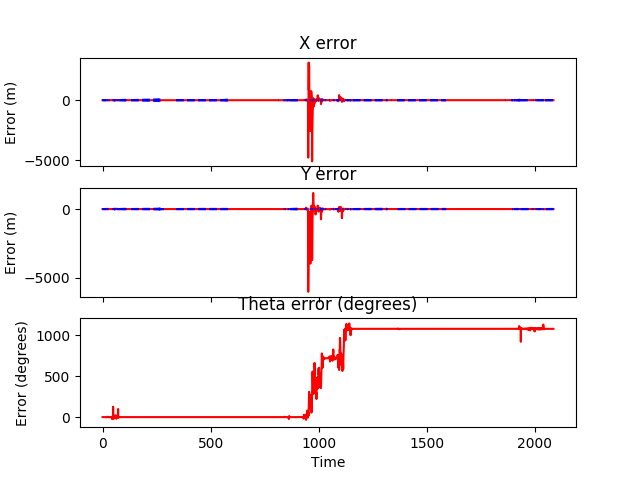 X error
Error (m)
0
−5000
Y error
Error (m)
0
−5000
Theta error (degrees)
Error (degrees)
1000
500
0
0
500
1000
1500
2000
Time